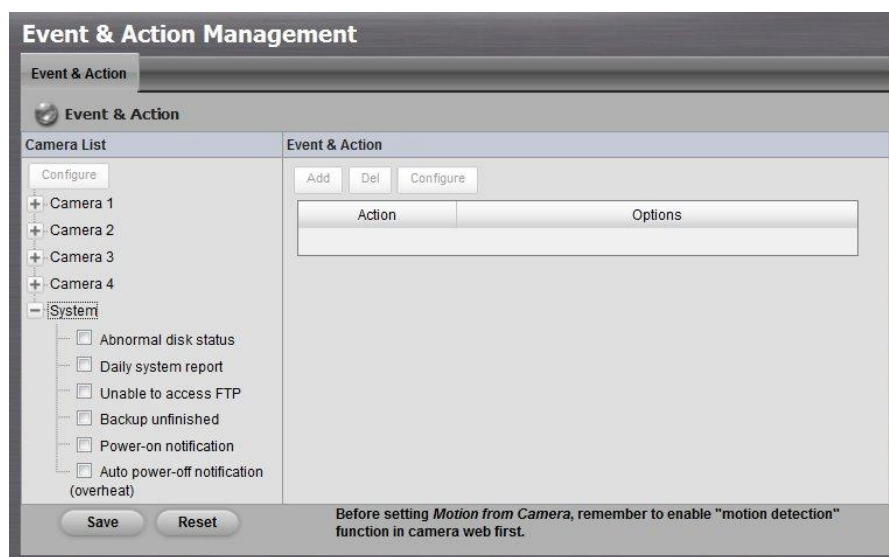 Event & Action Management
Event & Action
Event & Action
Camera List
Event & Action
Configure
Add
Del
Configure
Camera 1
Action
Options
Camera 2
Camera 3
Camera 4
System
Abnormal disk status
Daily system report
Unable to access FTP
Backup unfinished
Power-on notification
Auto power-off notification
(overheat)
Save
Reset
Before setting Motion from Camera, remember to enable "motion detection"
function in camera web first.